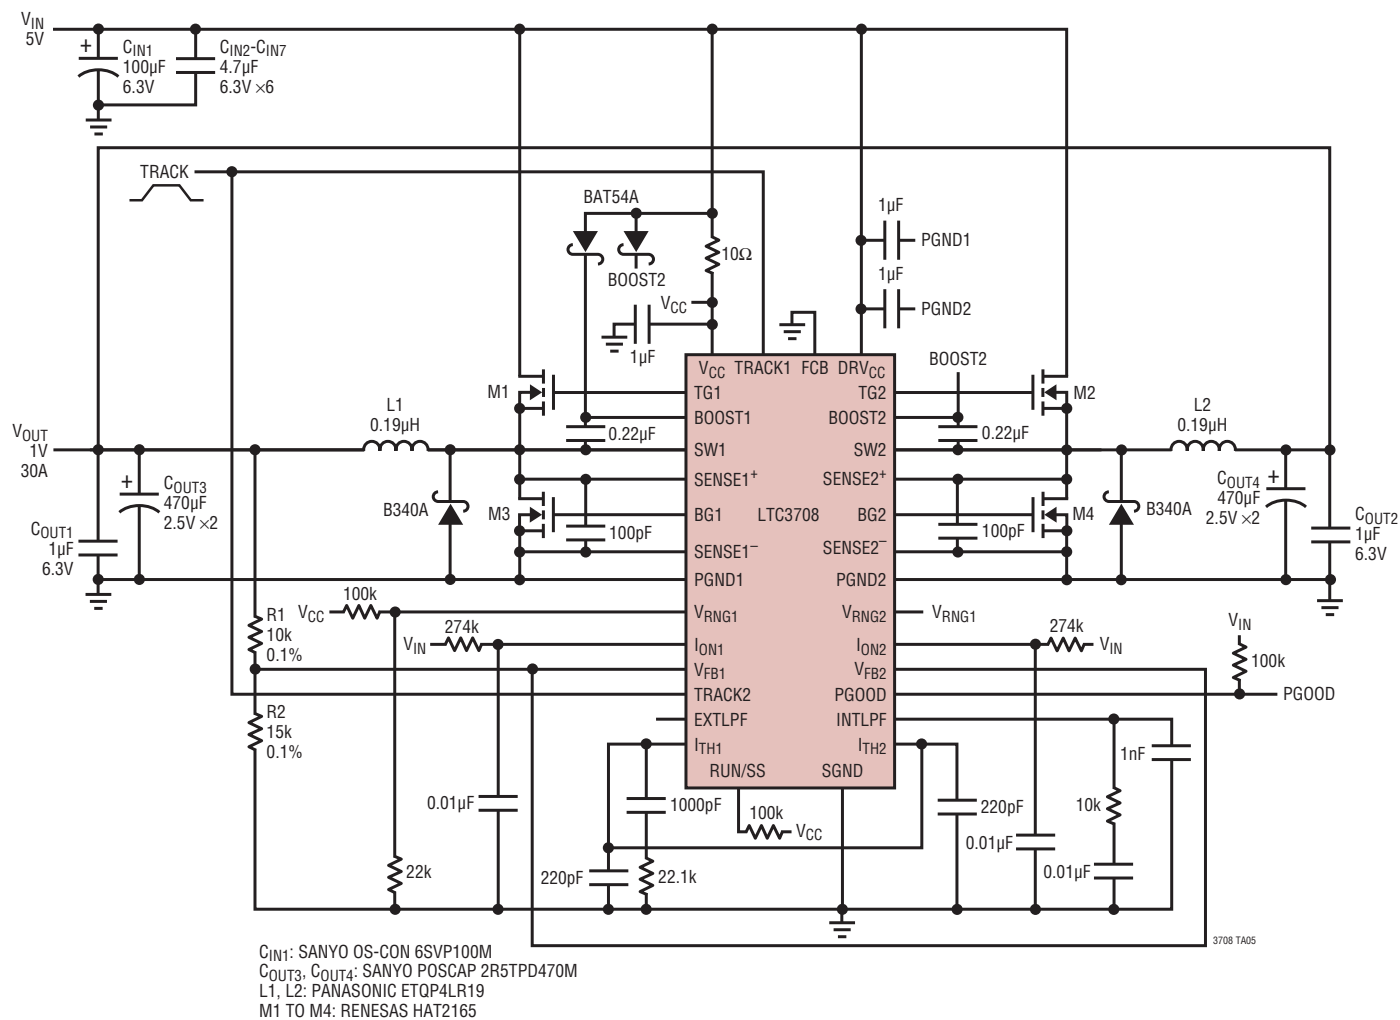 VIN
5V
CIN1
100µF
6.3V
CIN2-CIN7
4.7µF
6.3V ×6
+
TRACK
BAT54A
BOOST2
10Ω
VCC
1µF
1µF
PGND1
1µF
PGND2
BOOST2
VCC TRACK1 FCB DRVCC
M1
TG1
TG2
M2
BOOST1
BOOST2
0.22µF
0.22µF
L1
0.19µH
L2
0.19µH
VOUT
1V
30A
SW1
SW2
SENSE1+
SENSE2+
+
COUT3
470µF
2.5V ×2
B340A
M3
BG1
LTC3708
BG2
M4
B340A
COUT4
470µF
2.5V ×2
+
100pF
100pF
COUT1
1µF
6.3V
COUT2
1µF
6.3V
SENSE1–
SENSE2–
PGND1
PGND2
VCC
100k
VRNG1
VRNG2
VRNG1
R1
10k
0.1%
VIN
274k
ION1
ION2
274k
VIN
VIN
100k
VFB1
VFB2
TRACK2
PGOOD
PGOOD
R2
15k
0.1%
EXTLPF
INTLPF
ITH1
ITH2
1nF
RUN/SS
SGND
0.01µF
1000pF
100k
VCC
220pF
10k
0.01µF
0.01µF
22k
220pF
22.1k
3708 TA05
CIN1: SANYO OS-CON 6SVP100M
COUT3, COUT4: SANYO POSCAP 2R5TPD470M
L1, L2: PANASONIC ETQP4LR19
M1 TO M4: RENESAS HAT2165